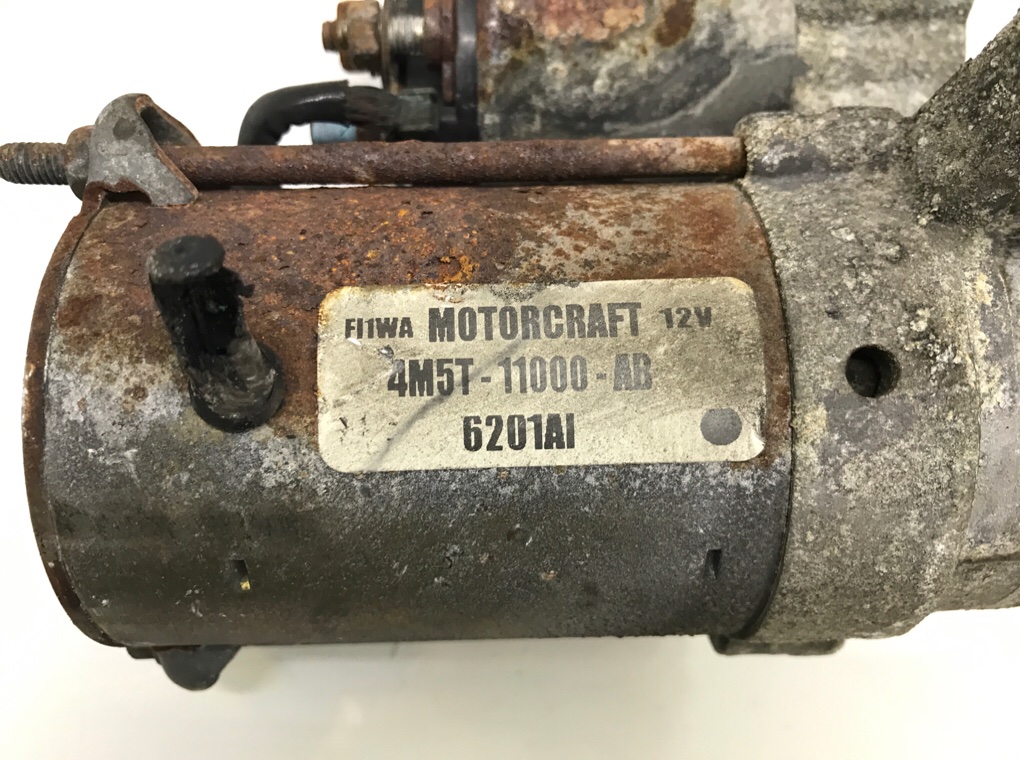 FI1WA MOTORCRAFT 12V
4M5T-11000-AB
6201AI